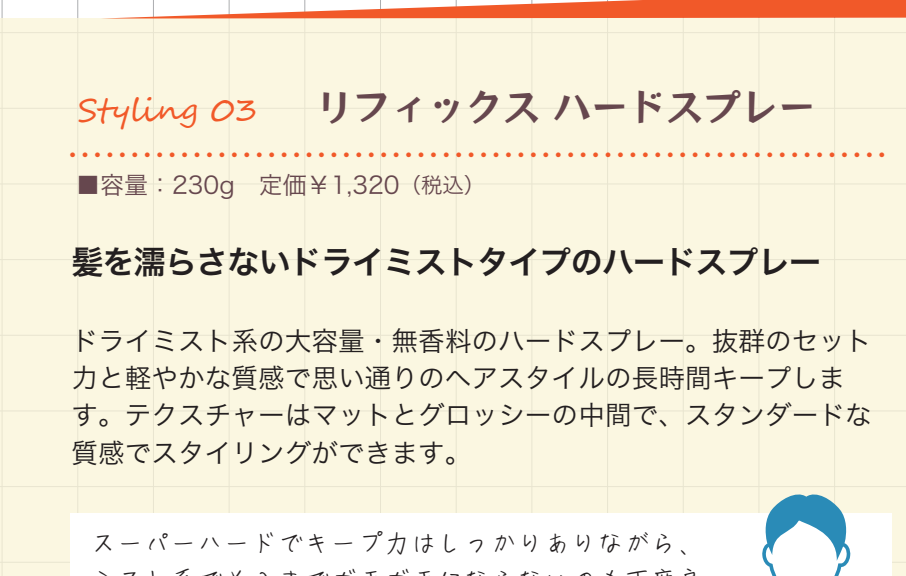 Styling 03 リフィックス ハードスプレー
■容量：230g 定価￥1,320（税込）
髪を濡らさないドライミストタイプのハードスプレー
ドライミスト系の大容量・無香料のハードスプレー。抜群のセット
力と軽やかな質感で思い通りのヘアスタイルの長時間キープしま
す。テクスチャーはマットとグロッシーの中間で、スタンダードな
質感でスタイリングができます。
スーパーハードでキープ力はしっかりありながら、